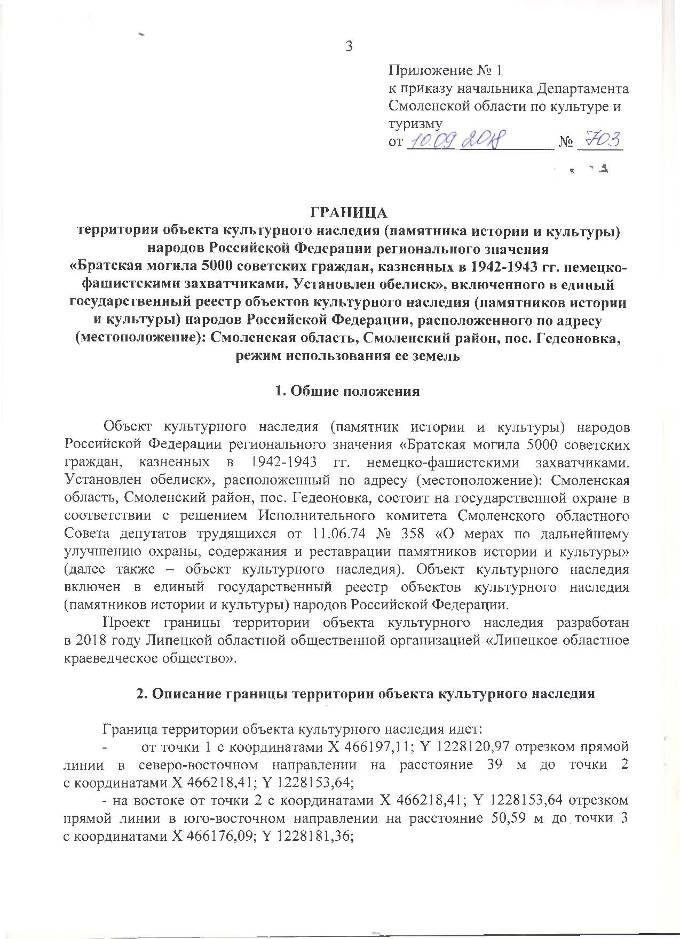 3
Приложение № 1
к приказу начальника Департамента
Смоленской области по культуре и
туризму
от 10.09 2018 № 703
ГРАНИЦА
территории объекта культурного наследия (памятника истории и культуры)
народов Российской Федерации регионального значения
«Братская могила 5000 советских граждан, казненных в 1942-1943 гг. немецко-
фашистскими захватчиками. Установлен обелиск», включенного в единый
государственный реестр объектов культурного наследия (памятников истории
и культуры) народов Российской Федерации, расположенного по адресу
(местоположение): Смоленская область, Смоленский район, пос. Гедеоновка,
режим использования ее земель
1. Общие положения
Объект культурного наследия (памятник истории и культуры) народов
Российской Федерации регионального значения «Братская могила 5000 советских
граждан, казненных в 1942-1943 гг. немецко-фашистскими захватчиками.
Установлен обелиск», расположенный по адресу (местоположение): Смоленская
область, Смоленский район, пос. Гедеоновка, состоит на государственной охране в
соответствии с решением Исполнительного комитета Смоленского областного
Совета депутатов трудящихся от 11.06.74 № 358 «О мерах по дальнейшему
улучшению охраны, содержания и реставрации памятников истории и культуры»
(далее также – объект культурного наследия). Объект культурного наследия
включен в единый государственный реестр объектов культурного наследия
(памятников истории и культуры) народов Российской Федерации.
Проект границы территории объекта культурного наследия разработан
в 2018 году Липецкой областной общественной организацией «Липецкое областное
краеведческое общество».
2. Описание границы территории объекта культурного наследия
Граница территории объекта культурного наследия идет:
- от точки 1 с координатами X 466197,11; Y 1228120,97 отрезком прямой
линии в северо-восточном направлении на расстояние 39 м до точки 2
с координатами X 466218,41; Y 1228153,64;
- на востоке от точки 2 с координатами X 466218,41; Y 1228153,64 отрезком
прямой линии в юго-восточном направлении на расстояние 50,59 м до точки 3
с координатами X 466176,09; Y 1228181,36;